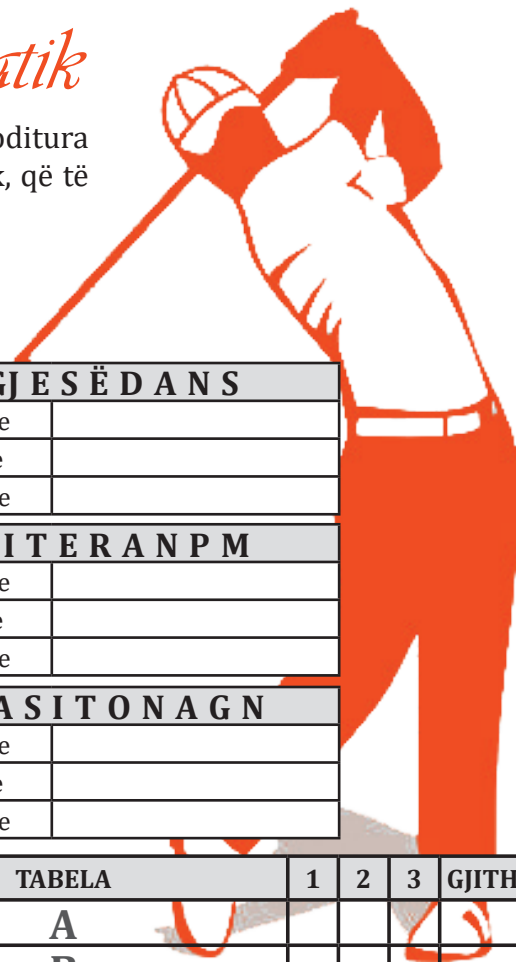 atik
oditura
k, që të
GJESËDANS
e
e
e
ITERANPM
e
e
e
ASITONAGN
e
e
e
TABELA 1 2 3 GJITH
A